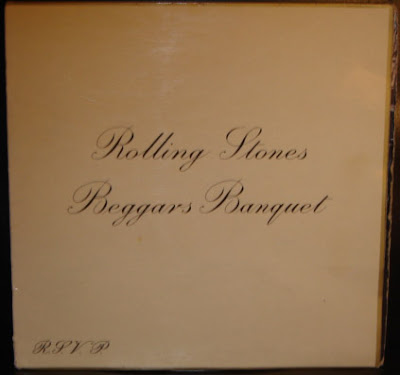 Rolling Stones
Beggars Banquet
R.S.V.P